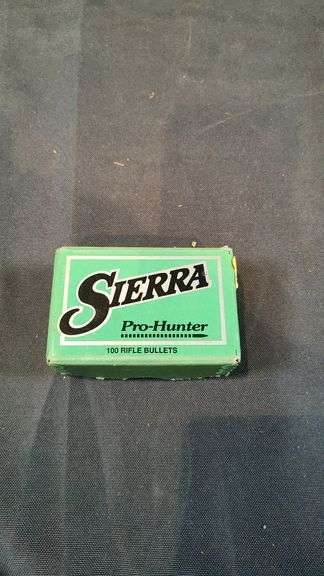 SIERRA
Pro-Hunter
100 RIFLE BULLETS